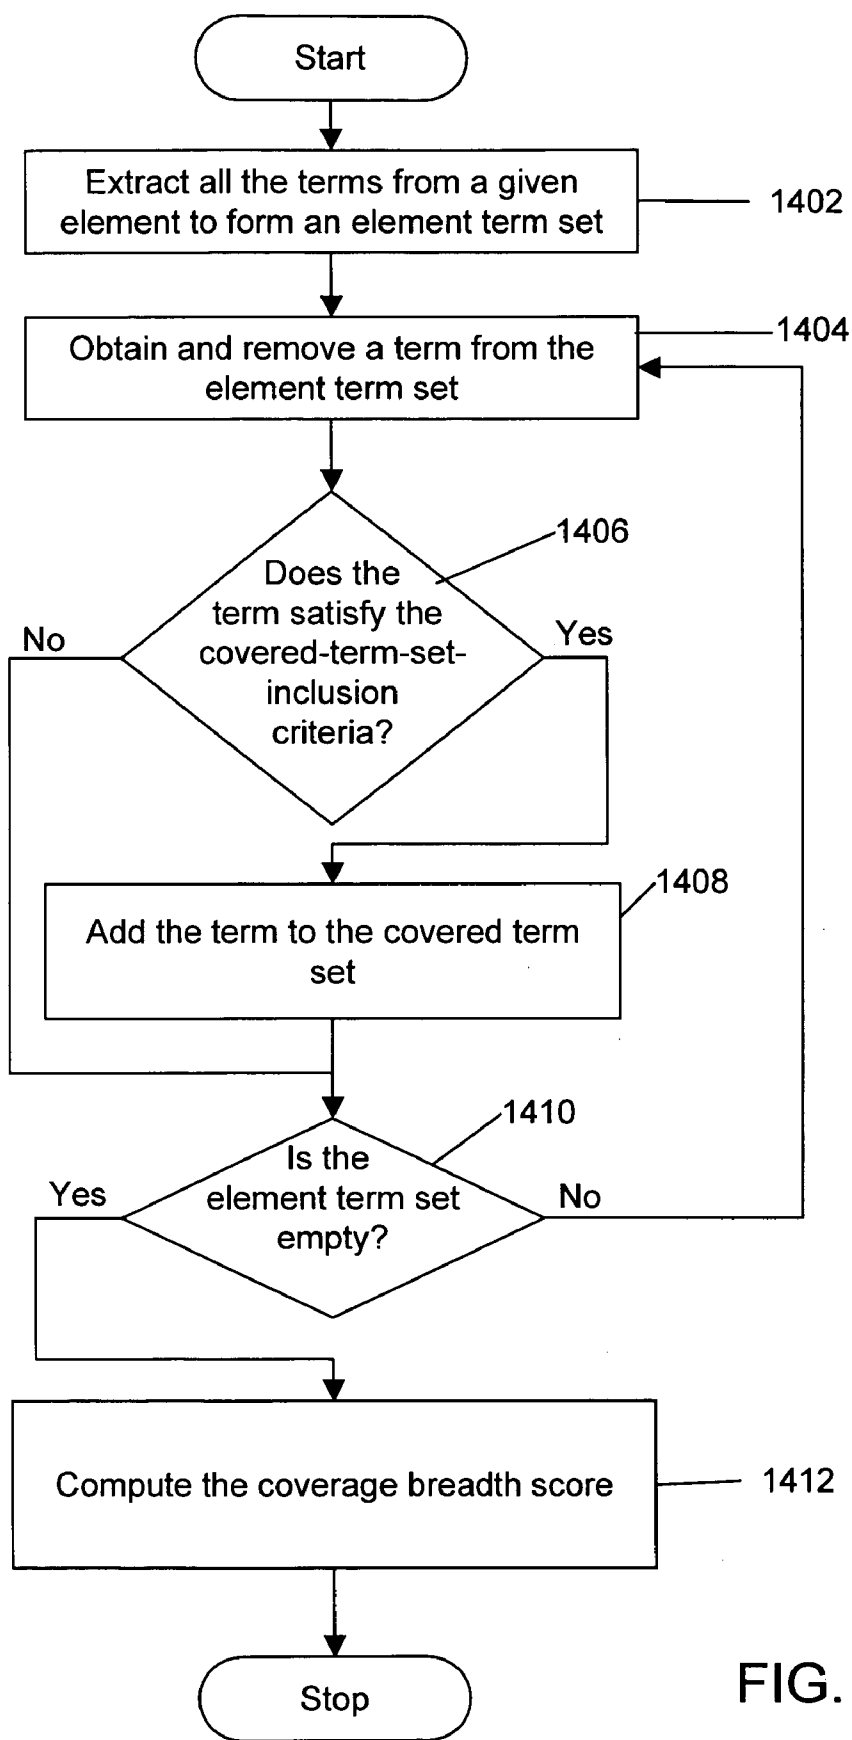 Start
Extract all the terms from a given
element to form an element term set
1402
1404
Obtain and remove a term from the
element term set
1406
Does the
term satisfy the
covered-term-set-
inclusion
criteria?
No
Yes
1408
Add the term to the covered term
set
1410
Is the
element term set
empty?
Yes
No
Compute the coverage breadth score
1412
Stop
FIG.